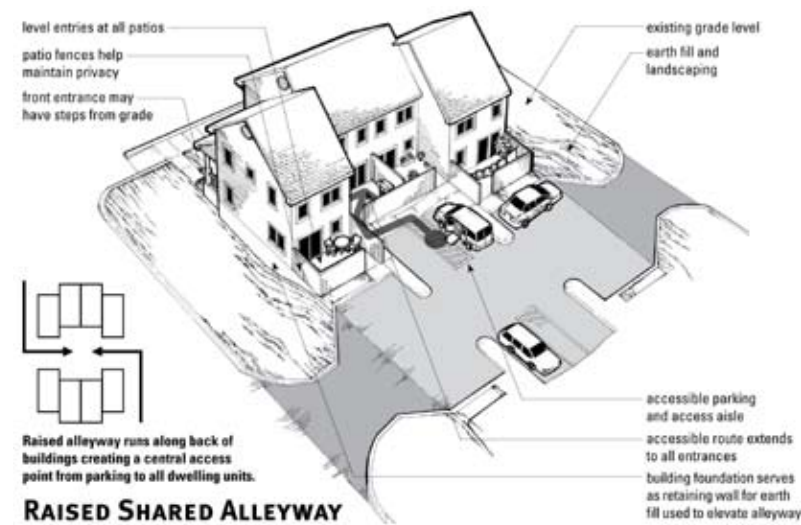 level entries at all patios
patio fences help
maintain privacy
front entrance may
have steps from grade
existing grade level
earth fill and
landscaping
Raised alleyway runs along back of
buildings creating a central access
point from parking to all dwelling units.
RAISED SHARED ALLEYWAY
accessible parking
and access aisle
accessible route extends
to all entrances
building foundation serves
as retaining wall for earth
fill used to elevate alleyway